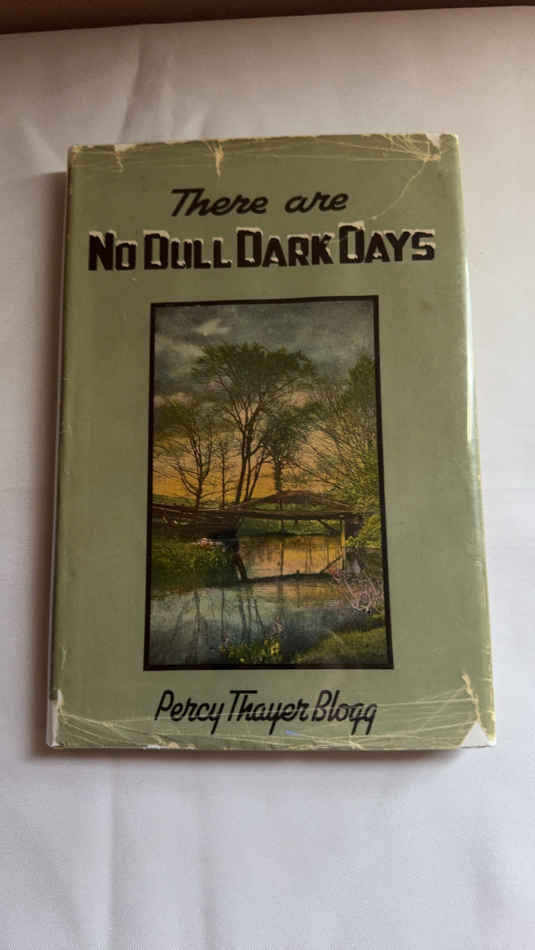 There are
NO DULL DARK DAYS
Percy Thayer Blogg